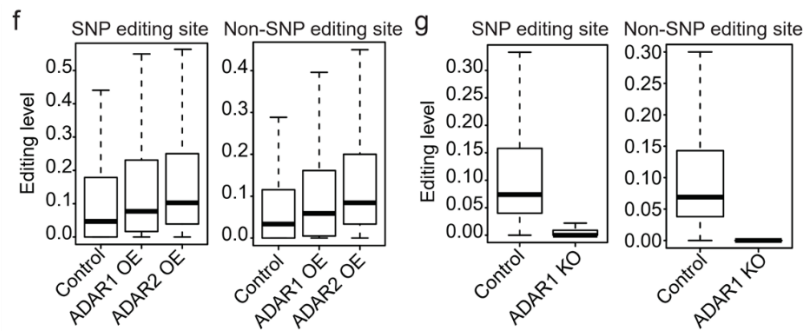 f
SNP editing site
Non-SNP editing site
Editing level
0.5
0.4
0.3
0.2
0.1
0.0
Control
ADAR1 OE
ADAR2 OE
0.4
0.3
0.2
0.1
0.0
Control
ADAR1 OE
ADAR2 OE
g
SNP editing site
Non-SNP editing site
Editing level
0.30
0.25
0.20
0.15
0.10
0.05
0.00
Control
ADAR1 KO
0.30
0.25
0.20
0.15
0.10
0.05
0.00
Control
ADAR1 KO